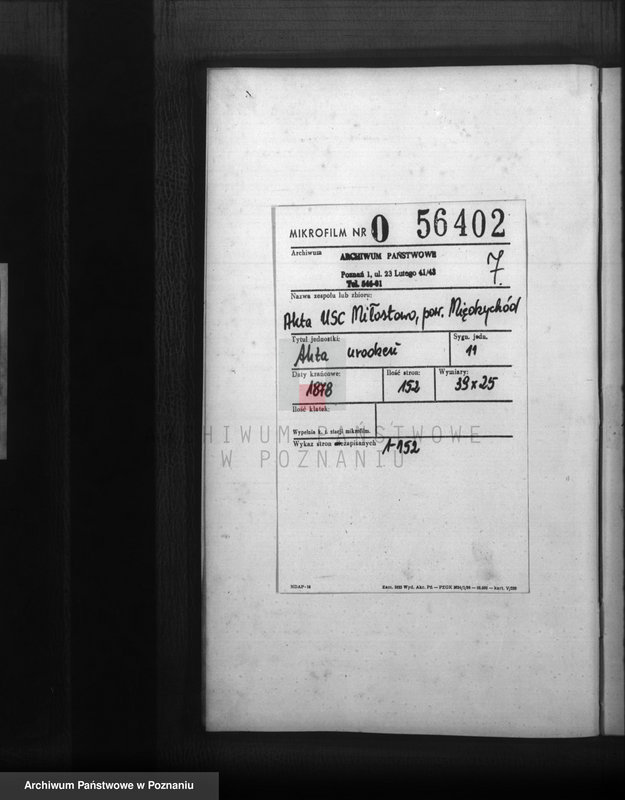 MIKROFILM NR O 56402
Archiwum ARCHIWUM PAŃSTWOWE
Poznań 1, ul. 23 Lutego 41/43
7
Nazwa zespołu lub zbioru:
Akta USC Miłostowo, pow. Międzychód
Tytuł jednostki:
Sygn. jedn.
Akta urodzeń
11
Daty krańcowe:
Ilość stron:
Wymiary:
1878
152
39 x 25
Ilość klatek:
Wypełnia k. i. stacji mikrofilm.
ARCHIWUM PAŃSTWOWE
W POZNANIU
Wykaz stron niezapisanych 1-152
NDAP-16
Archiwum Państwowe w Poznaniu